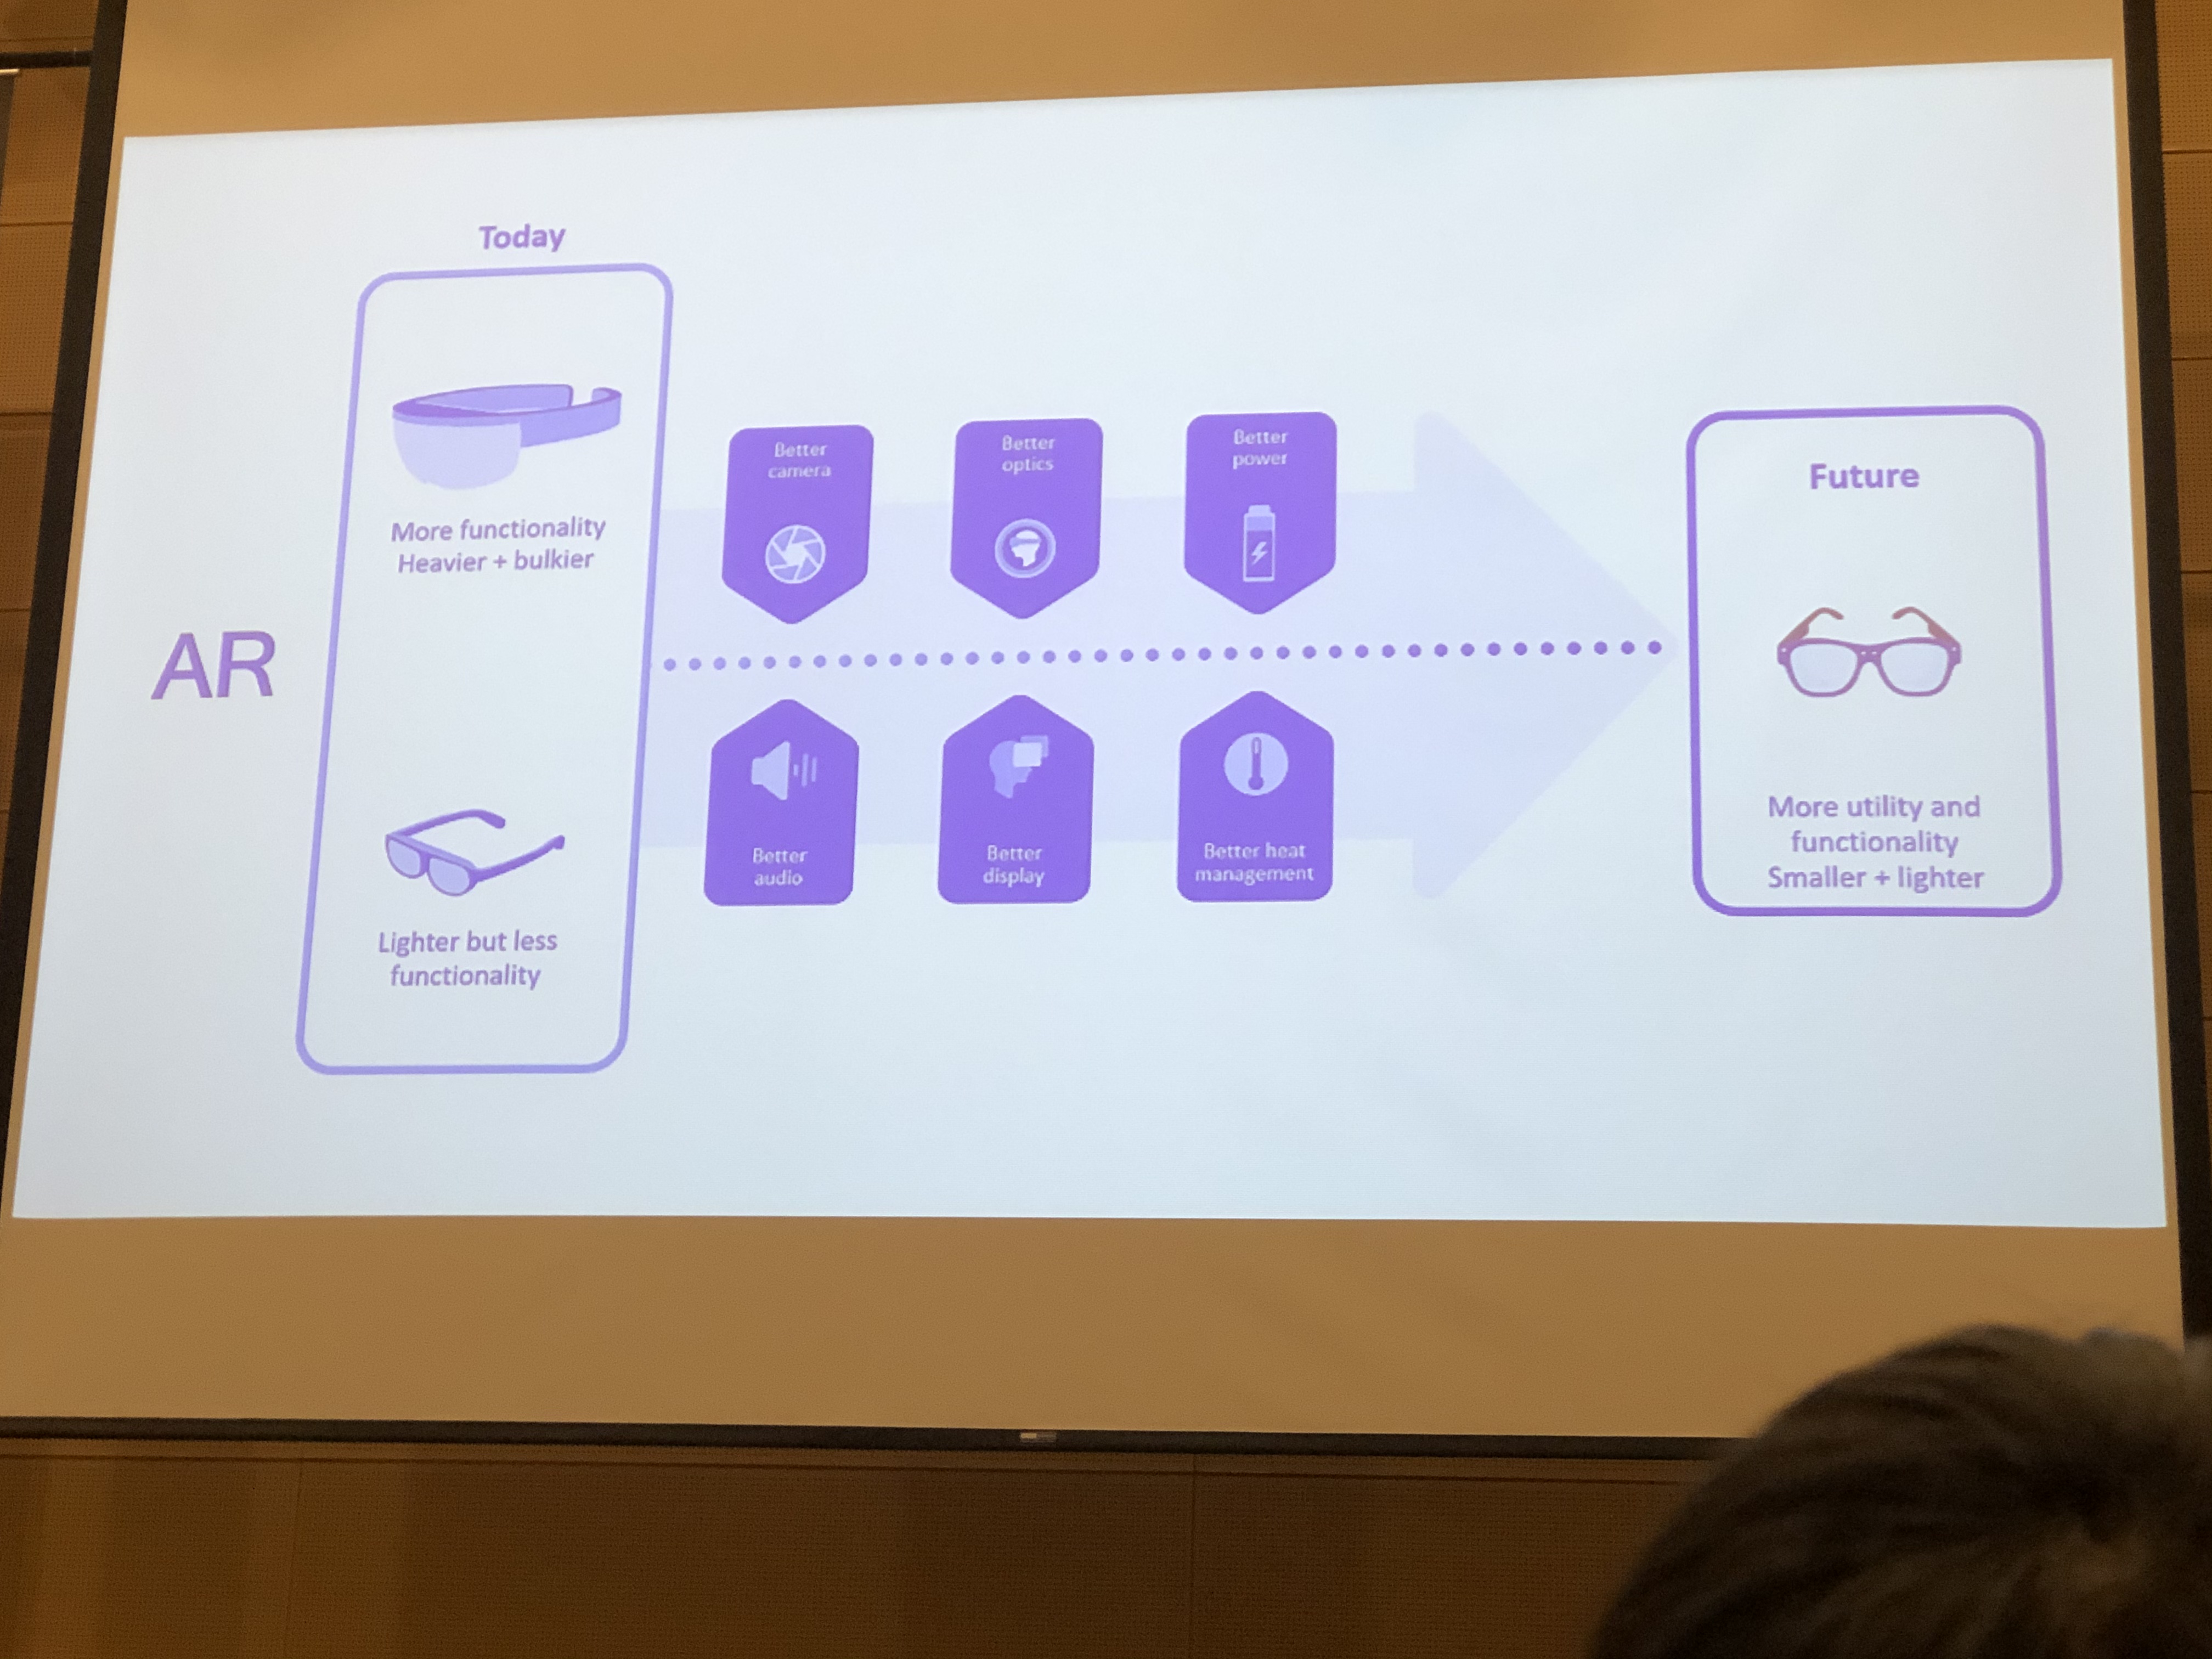 Today
More functionality
Heavier + bulkier
AR
Lighter but less
functionality
Better
camera
Better
optics
Better
power
Better
audio
Better
display
Better heat
management
Future
More utility and
functionality
Smaller + lighter